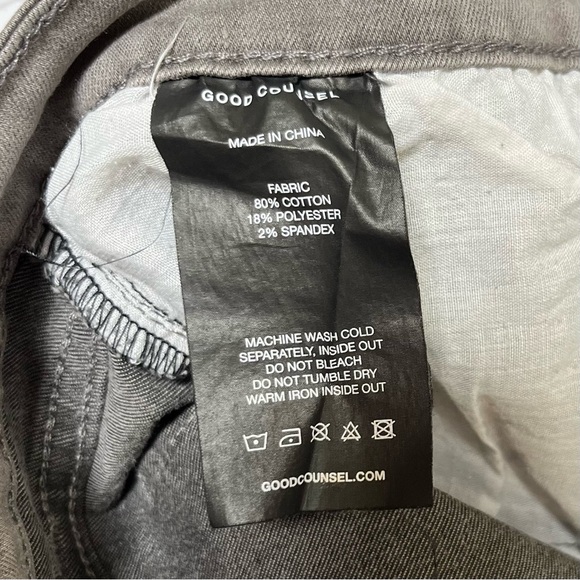 GOOD COUNSEL
MADE IN CHINA
FABRIC
80% COTTON
18% POLYESTER
2% SPANDEX
MACHINE WASH COLD
SEPARATELY, INSIDE OUT
DO NOT BLEACH
DO NOT TUMBLE DRY
WARM IRON INSIDE OUT
GOODCOUNSEL.COM